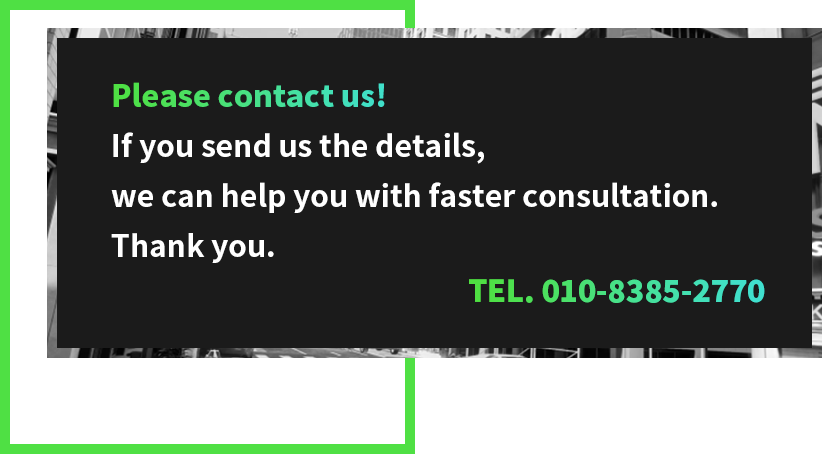 Please contact us!
If you send us the details,
we can help you with faster consultation.
Thank you.
TEL. 010-8385-2770